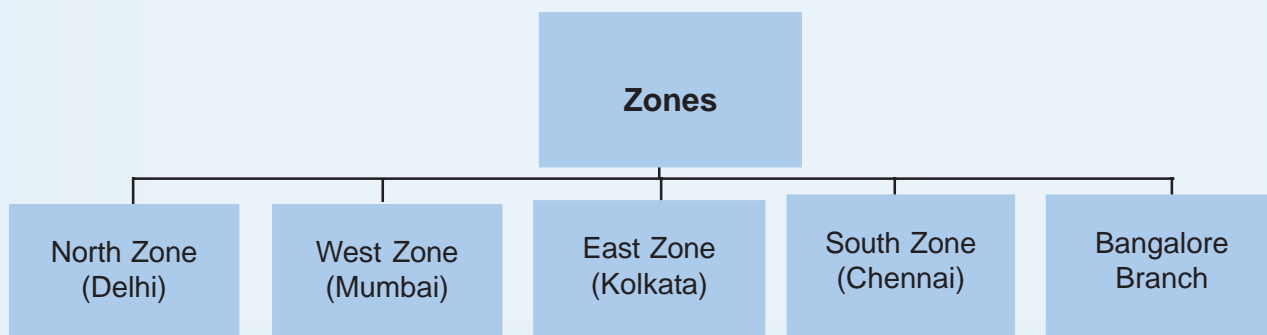 Zones
North Zone
(Delhi)
West Zone
(Mumbai)
East Zone
(Kolkata)
South Zone
(Chennai)
Bangalore
Branch